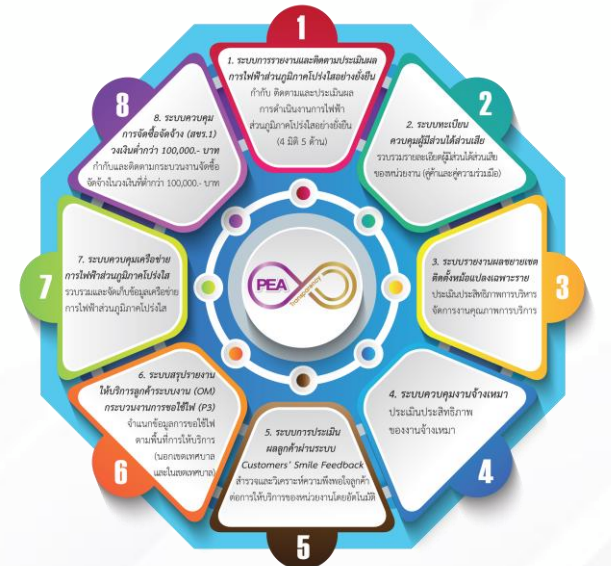 1
1. ระบบการรายงานและติดตามประเมินผล
การไฟฟ้าส่วนภูมิภาคโปร่งใสอย่างยั่งยืน
กำกับ ติดตามและประเมินผล
การดำเนินงานการไฟฟ้า
ส่วนภูมิภาคโปร่งใสอย่างยั่งยืน
(4 มิติ 5 ด้าน)
2
2. ระบบทะเบียน
ควบคุมผู้มีส่วนได้ส่วนเสีย
รวบรวมรายละเอียดผู้มีส่วนได้ส่วนเสีย
ของหน่วยงาน (คู่ค้าและคู่ความร่วมมือ)
3
3. ระบบรายงานผลขยายเขต
ติดตั้งหม้อแปลงเฉพาะราย
ประเมินประสิทธิภาพการบริหาร
จัดการงานคุณภาพการบริการ
4
4. ระบบควบคุมงานจ้างเหมา
ประเมินประสิทธิภาพ
ของงานจ้างเหมา
5
5. ระบบการประเมิน
ผลลูกค้าผ่านระบบ
Customers' Smile Feedback
สำรวจและวิเคราะห์ความพึงพอใจลูกค้า
ต่อการให้บริการของหน่วยงานโดยอัตโนมัติ
6
6. ระบบสรุปรายงาน
ให้บริการลูกค้าระบบงาน (OM)
กระบวนงานการขอใช้ไฟ (P3)
จำแนกข้อมูลการขอใช้ไฟ
ตามพื้นที่การให้บริการ
(นอกเขตเทศบาล
และในเขตเทศบาล)
7
7. ระบบควบคุมเครือข่าย
การไฟฟ้าส่วนภูมิภาคโปร่งใส
รวบรวมและจัดเก็บข้อมูลเครือข่าย
การไฟฟ้าส่วนภูมิภาคโปร่งใส
8
8. ระบบควบคุม
การจัดซื้อจัดจ้าง (สขร.1)
วงเงินต่ำกว่า 100,000.- บาท
กำกับและติดตามกระบวนงานจัดซื้อ
จัดจ้างในวงเงินที่ต่ำกว่า 100,000.- บาท
PEA
Transparency